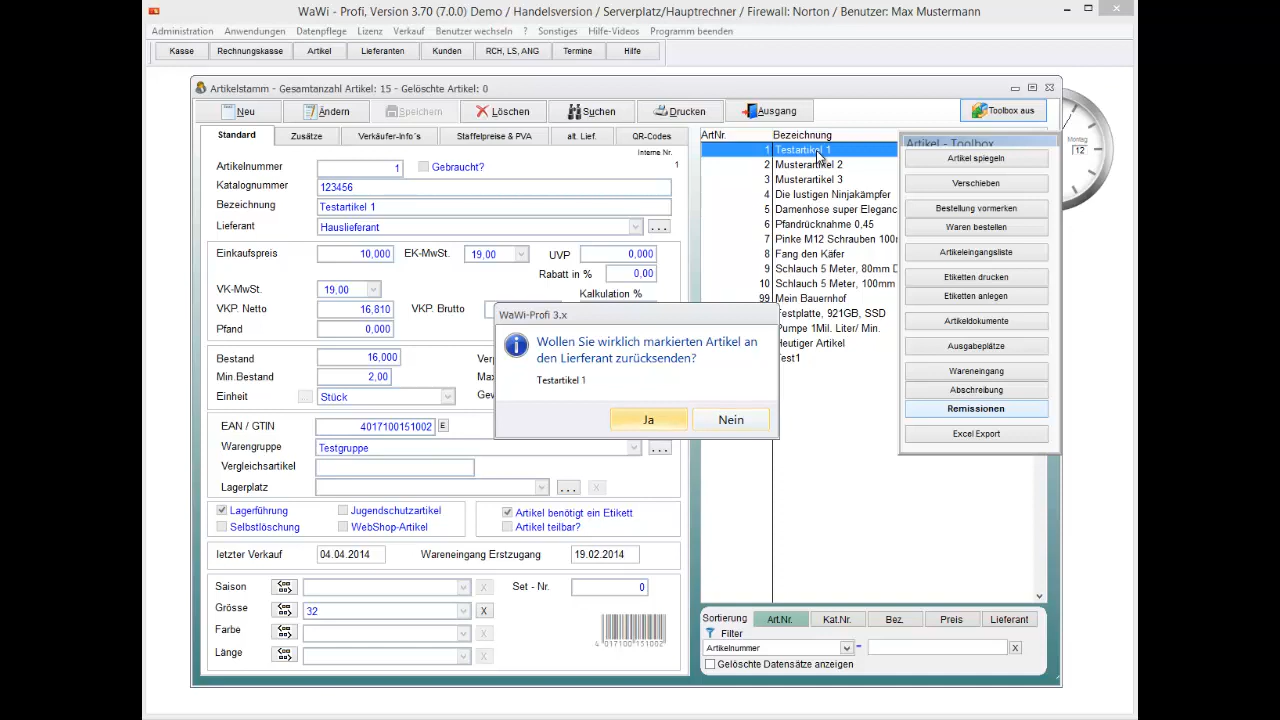 WaWi - Profi, Version 3.70 (7.0.0) Demo / Handelsversion / Serverplatz/Hauptrechner / Firewall: Norton / Benutzer: Max Mustermann
Administration Anwendungen Datenpflege Lizenz Verkauf Benutzer wechseln ? Sonstiges Hilfe-Videos Programm beenden
Kasse Rechnungskasse Artikel Lieferanten Kunden RCH, LS, ANG Termine Hilfe
Artikelstamm - Gesamtanzahl Artikel: 15 - Gelöschte Artikel: 0
Neu Ändern Speichern Löschen Suchen Drucken Ausgang Toolbox aus
Standard Zusätze Verkäufer-Info´s Staffelpreise & PVA alt. Lief. QR-Codes
Interne Nr.
1
Artikelnummer 1 Gebraucht?
Katalognummer 123456
Bezeichnung Testartikel 1
Lieferant Hauslieferant ...
Einkaufspreis 10,000 EK-MwSt. 19,00 UVP 0,000
Rabatt in % 0,00
VK-MwSt. 19,00 Kalkulation %
VKP. Netto 16,810 VKP. Brutto
Pfand 0,000
Bestand 16,000 Ver
Min.Bestand 2,00 Max
Einheit ... Stück Gev
EAN / GTIN 4017100151002 E
Warengruppe Testgruppe ...
Vergleichsartikel
Lagerplatz ... X
Lagerführung Jugendschutzartikel Artikel benötigt ein Etikett
Selbstlöschung WebShop-Artikel Artikel teilbar?
letzter Verkauf 04.04.2014 Wareneingang Erstzugang 19.02.2014
Saison X Set - Nr. 0
Grösse 32 X
Farbe X
Länge X
4 017100 151002
ArtNr. Bezeichnung
1 Testartikel 1
2 Musterartikel 2
3 Musterartikel 3
4 Die lustigen Ninjakämpfer
5 Damenhose super Eleganc
6 Pfandrücknahme 0,45
7 Pinke M12 Schrauben 100m
8 Fang den Käfer
9 Schlauch 5 Meter, 80mm D
10 Schlauch 5 Meter, 100mm
99 Mein Bauernhof
estplatte, 921GB, SSD
Pumpe 1Mil. Liter/ Min.
Heutiger Artikel
est1
WaWi-Profi 3.x
Wollen Sie wirklich markierten Artikel an
den Lierferant zurücksenden?
Testartikel 1
Ja Nein
Artikel - Toolbox
Artikel spiegeln
Verschieben
Bestellung vormerken
Waren bestellen
Artikeleingangsliste
Etiketten drucken
Etiketten anlegen
Artikeldokumente
Ausgabeplätze
Wareneingang
Abschreibung
Remissionen
Excel Export
Montag
12
Sortierung Art.Nr. Kat.Nr. Bez. Preis Lieferant
Filter
Artikelnummer = X
Gelöschte Datensätze anzeigen